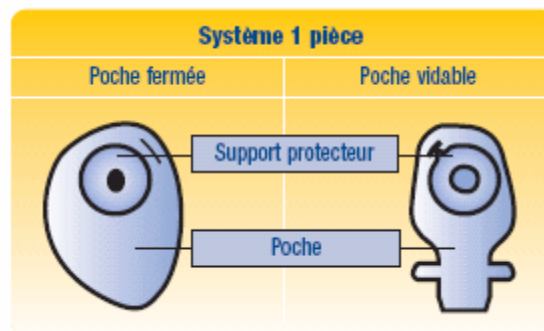 Système 1 pièce
Poche fermée
Poche vidable
Support protecteur
Poche